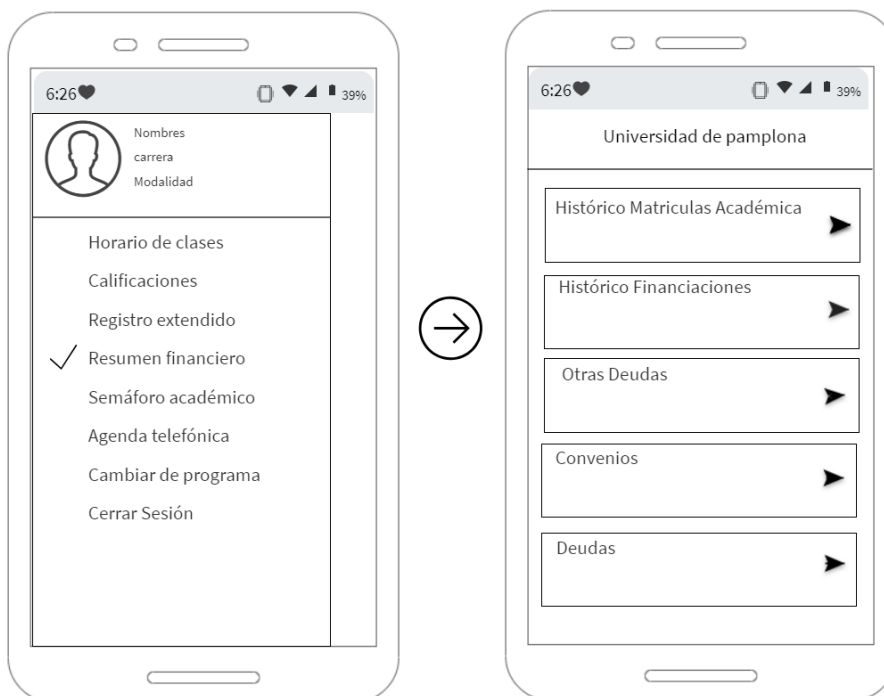 6:26
39%
Nombres
carrera
Modalidad
Horario de clases
Calificaciones
Registro extendido
Resumen financiero
Semáforo académico
Agenda telefónica
Cambiar de programa
Cerrar Sesión
6:26
39%
Universidad de pamplona
Histórico Matriculas Académica
Histórico Financiaciones
Otras Deudas
Convenios
Deudas